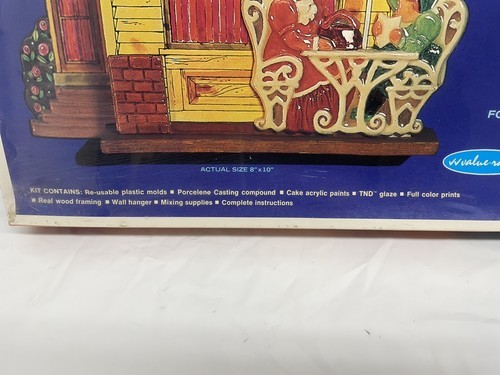 FO
ACTUAL SIZE 8"x10"
KIT CONTAINS: Re-usable plastic molds ■ Porcelene Casting compound ■ Cake acrylic paints ■ TND™ glaze ■ Full color prints
■ Real wood framing ■ Wall hanger ■ Mixing supplies ■ Complete instructions